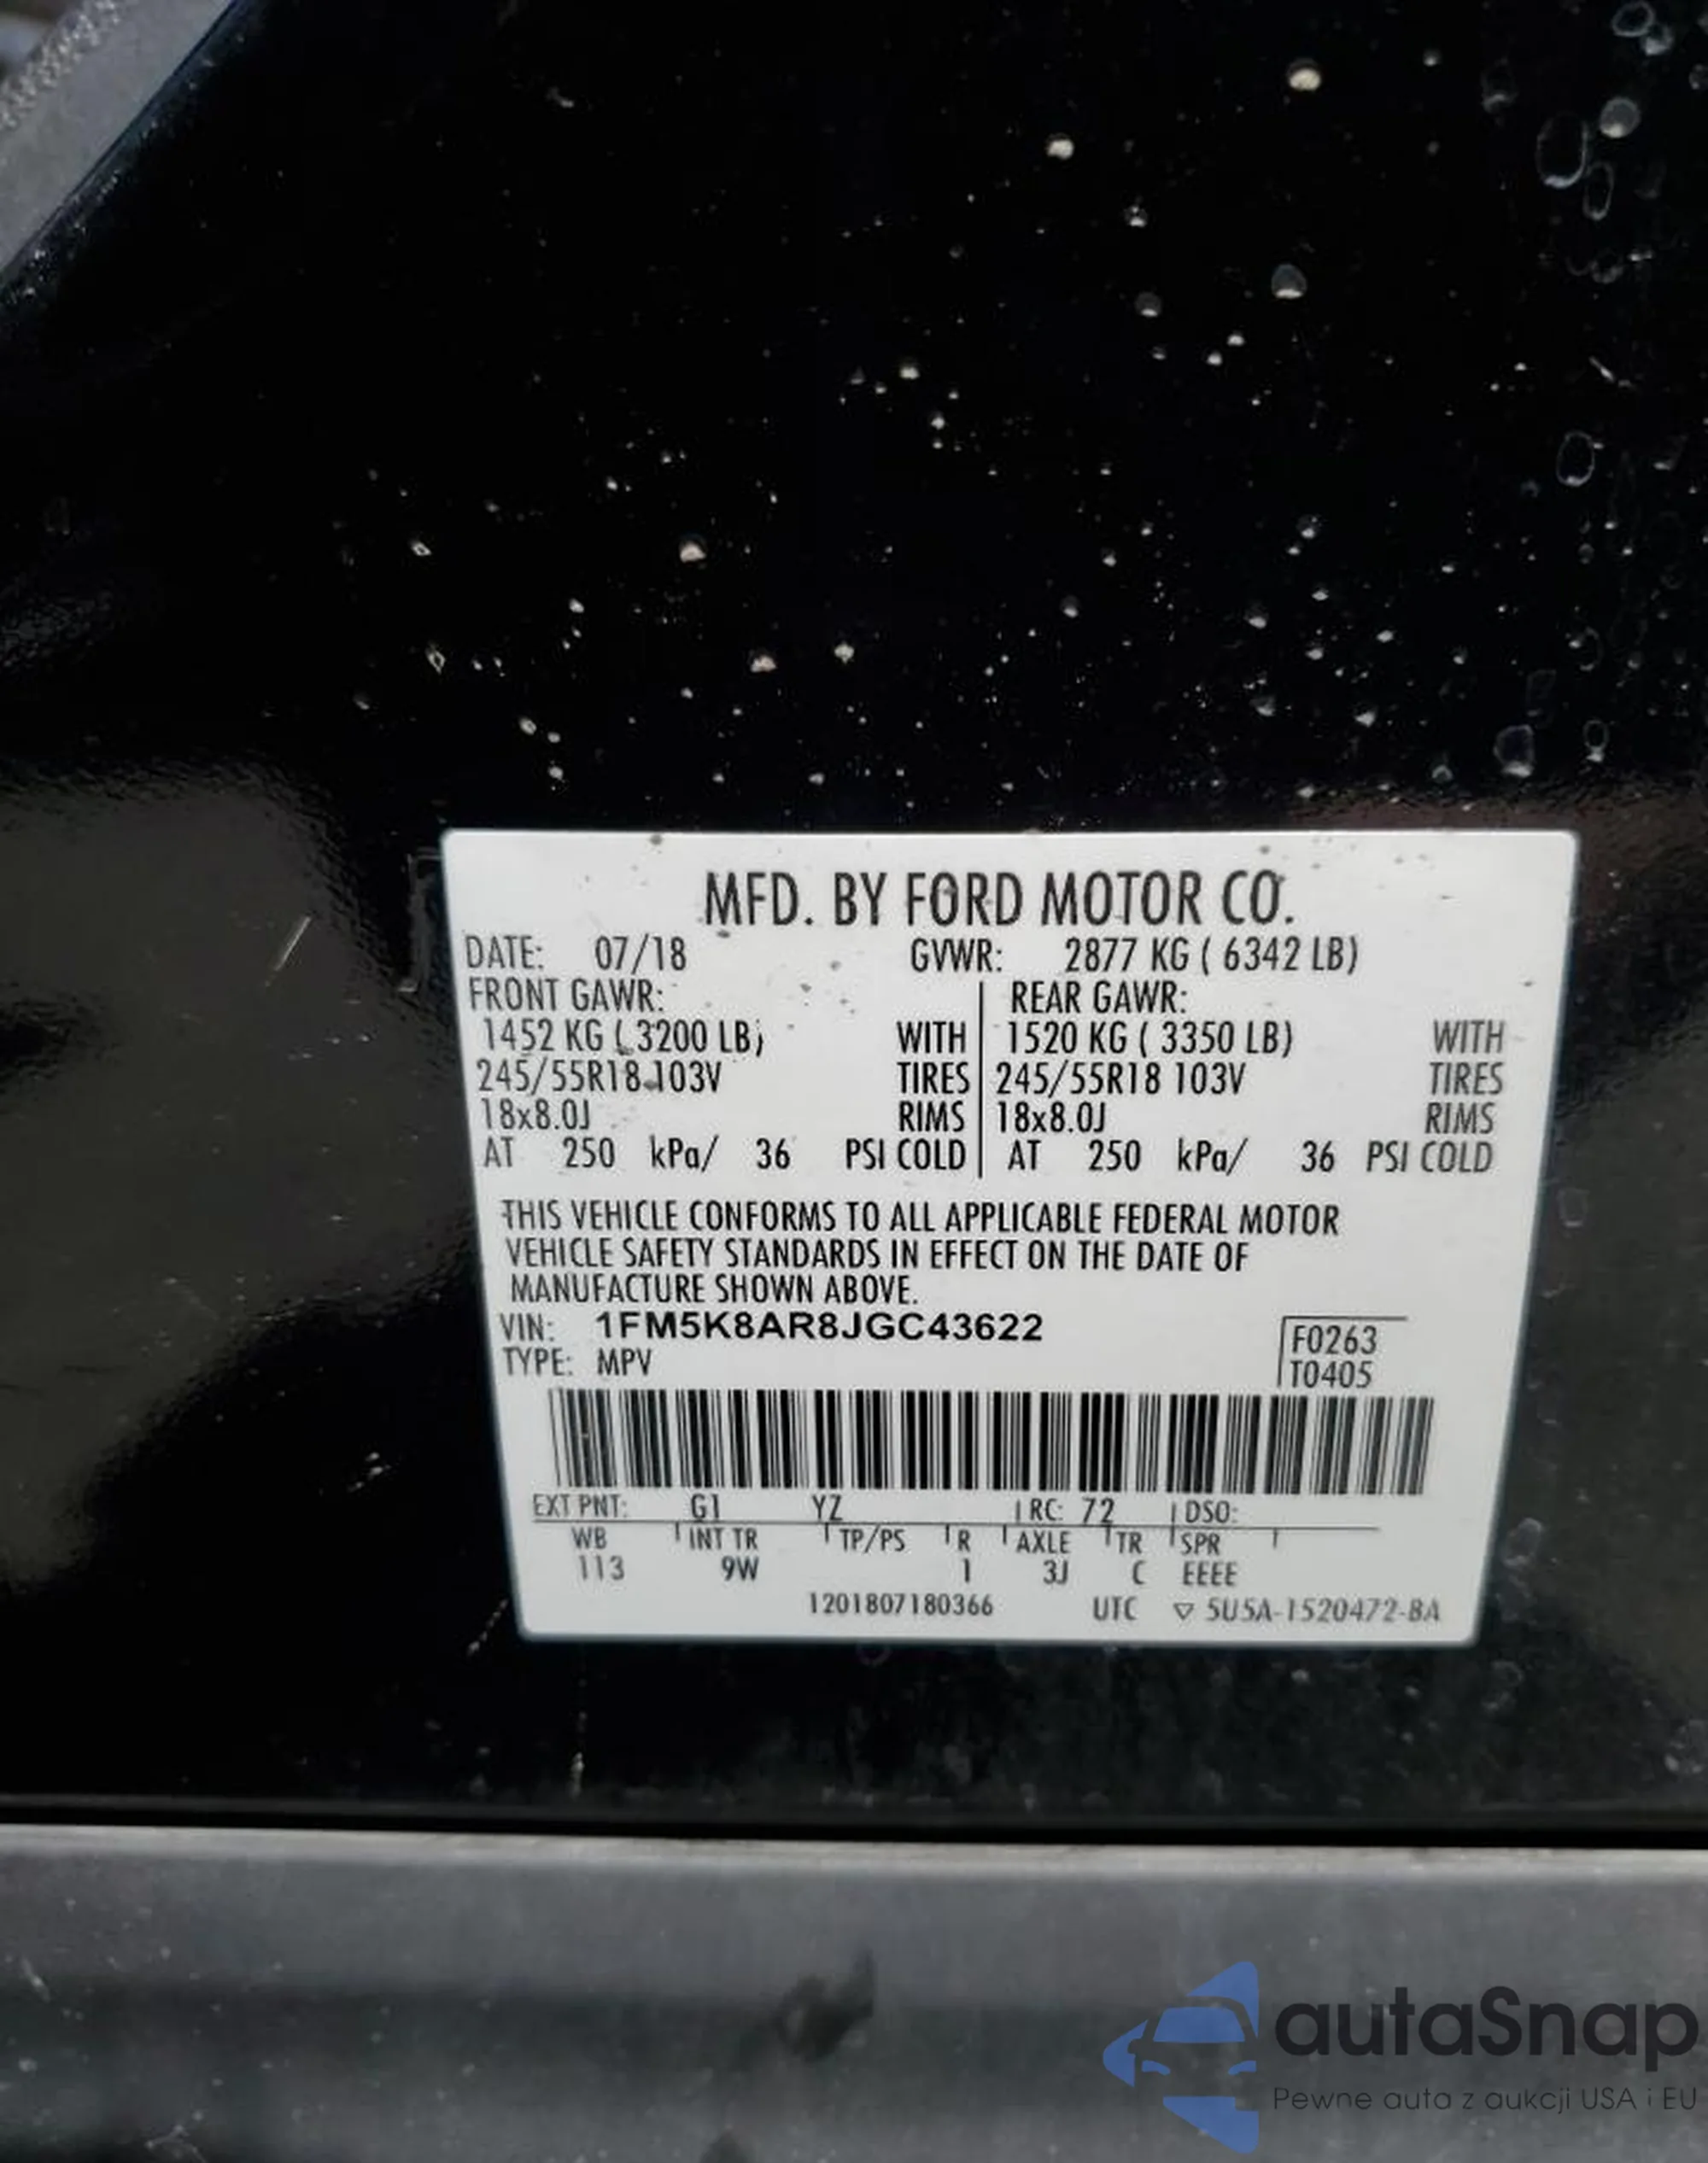 MFD. BY FORD MOTOR CO.
DATE: 07/18 GVWR: 2877 KG ( 6342 LB)
FRONT GAWR: REAR GAWR:
1452 KG ( 3200 LB) WITH 1520 KG ( 3350 LB) WITH
245/55R18 103V TIRES 245/55R18 103V TIRES
18x8.0J RIMS 18x8.0J RIMS
AT 250 kPa/ 36 PSI COLD AT 250 kPa/ 36 PSI COLD
THIS VEHICLE CONFORMS TO ALL APPLICABLE FEDERAL MOTOR
VEHICLE SAFETY STANDARDS IN EFFECT ON THE DATE OF
MANUFACTURE SHOWN ABOVE.
VIN: 1FM5K8AR8JGC43622
F0263
TYPE: MPV
T0405
EXT PNT: G1 YZ RC: 72 DSO:
WB INT TR TP/PS R AXLE TR SPR
113 9W 1 3J C EEEE
1201807180366 UTC ▽ 5U5A-1520472-BA
autaSnap
Pewne auta z aukcji USA i EU